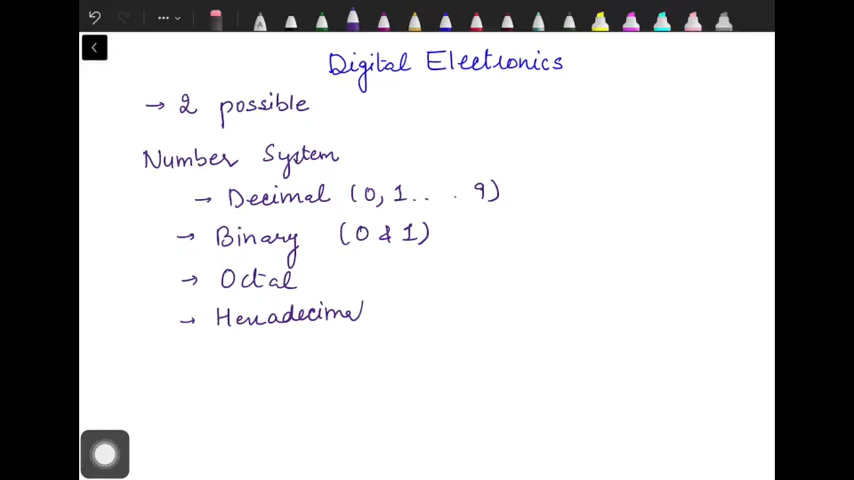 Digital Electronics
→ 2 possible
Number System
→ Decimal (0, 1 . . . 9)
→ Binary (0 & 1)
→ Octal
→ Hexadecimal